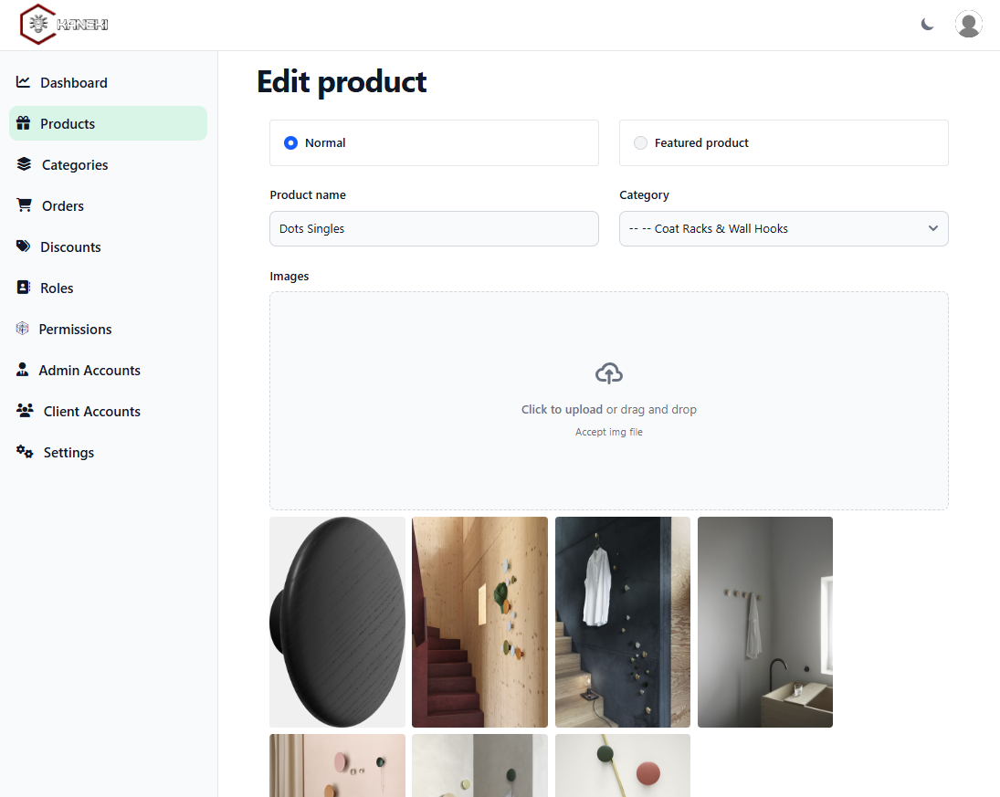 KANEKI
Edit product
Dashboard
Products
Categories
Orders
Discounts
Roles
Permissions
Admin Accounts
Client Accounts
Settings
Normal
Featured product
Product name
Category
Dots Singles
-- -- Coat Racks & Wall Hooks
Images
Click to upload or drag and drop
Accept img file